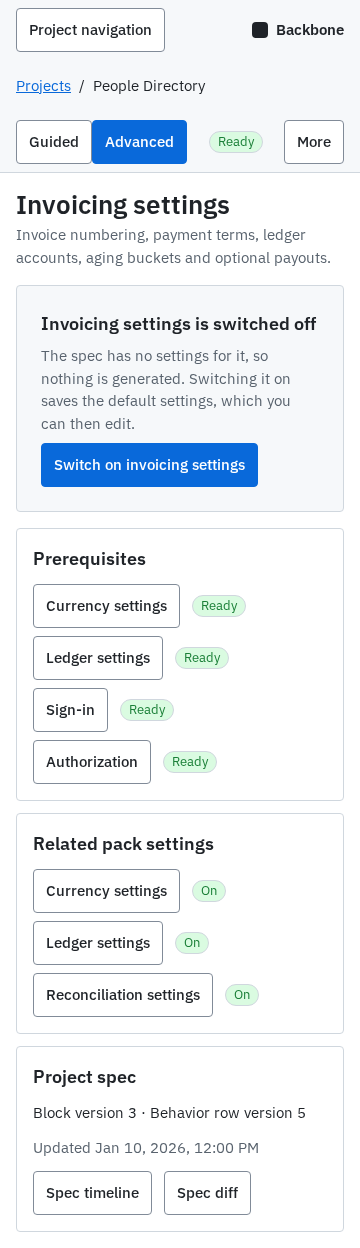 Project navigation
Backbone
Projects / People Directory
Guided
Advanced
Ready
More
Invoicing settings
Invoice numbering, payment terms, ledger
accounts, aging buckets and optional payouts.
Invoicing settings is switched off
The spec has no settings for it, so
nothing is generated. Switching it on
saves the default settings, which you
can then edit.
Switch on invoicing settings
Prerequisites
Currency settings Ready
Ledger settings Ready
Sign-in Ready
Authorization Ready
Related pack settings
Currency settings On
Ledger settings On
Reconciliation settings On
Project spec
Block version 3 · Behavior row version 5
Updated Jan 10, 2026, 12:00 PM
Spec timeline
Spec diff